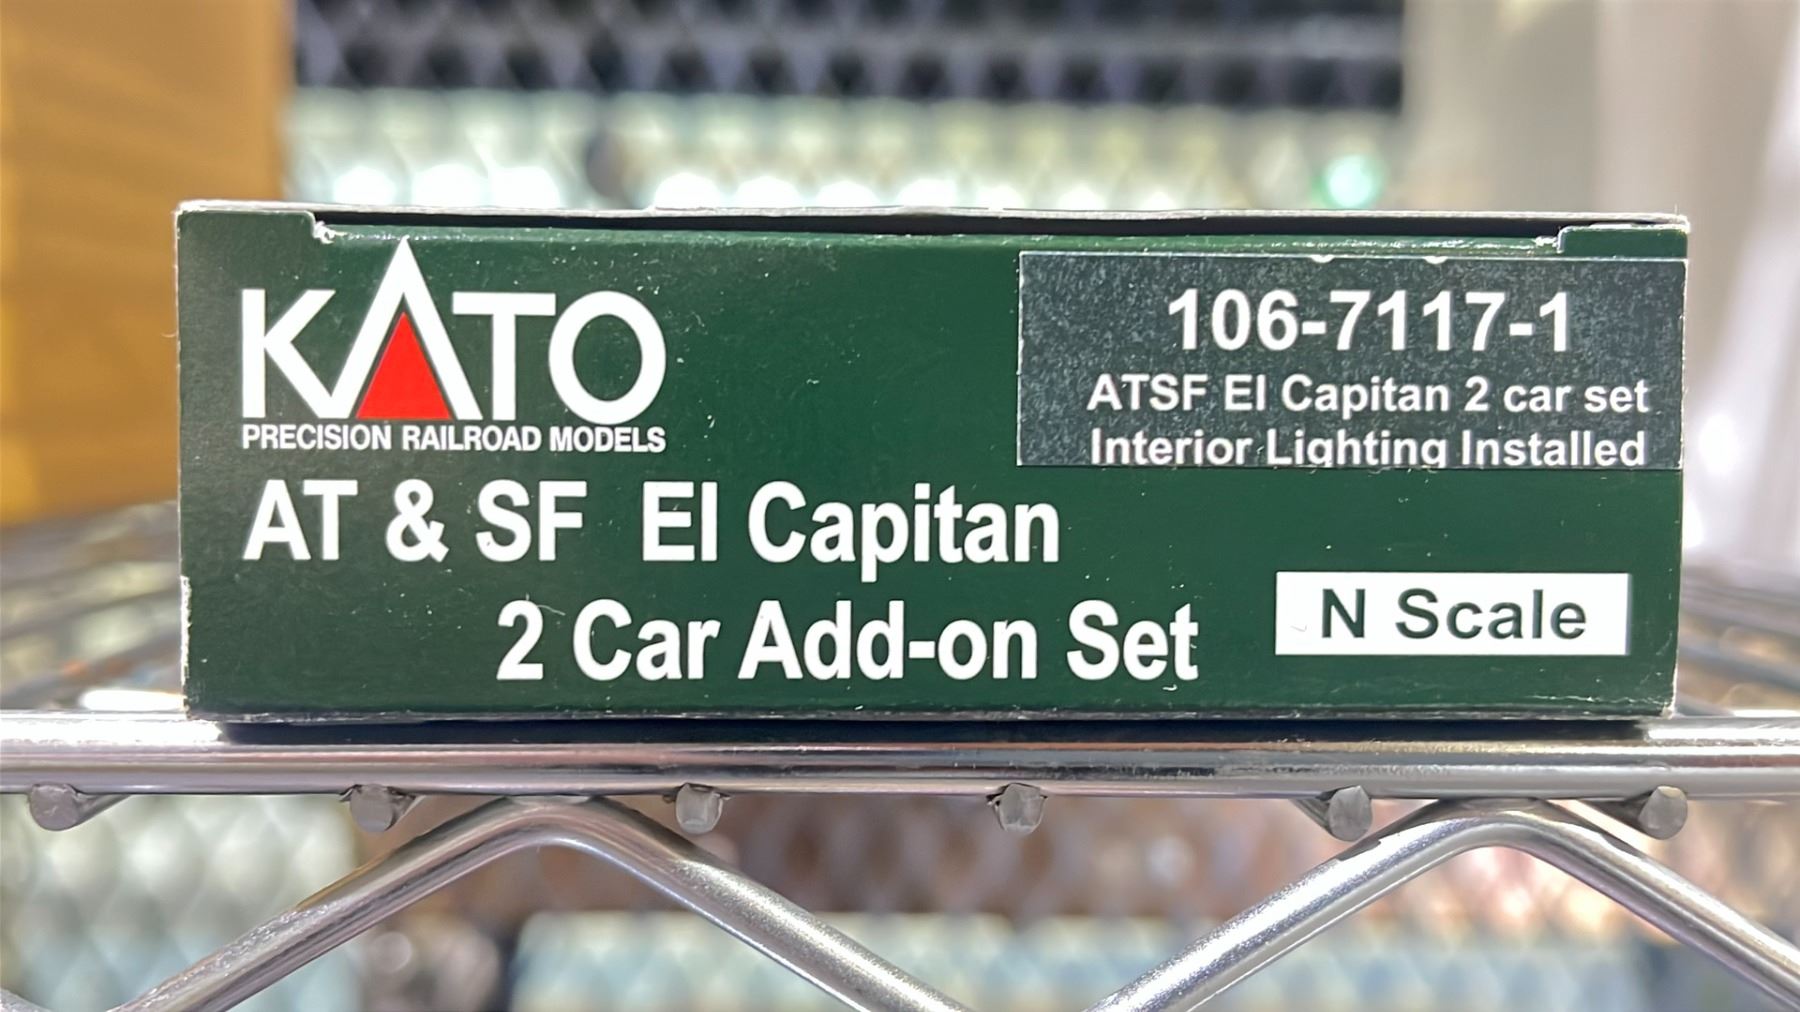 KATO
PRECISION RAILROAD MODELS
106-7117-1
ATSF El Capitan 2 car set
Interior Lighting Installed
AT & SF El Capitan
2 Car Add-on Set
N Scale